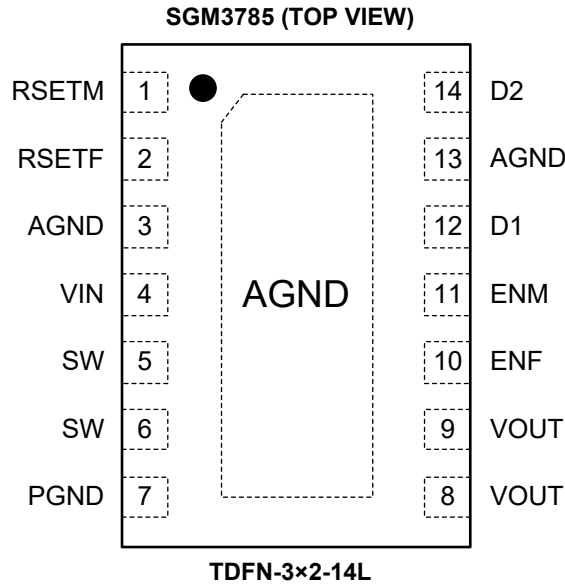 SGM3785 (TOP VIEW)
RSETM 1 14 D2
RSETF 2 13 AGND
AGND 3 12 D1
VIN 4 AGND 11 ENM
SW 5 10 ENF
SW 6 9 VOUT
PGND 7 8 VOUT
TDFN-3×2-14L